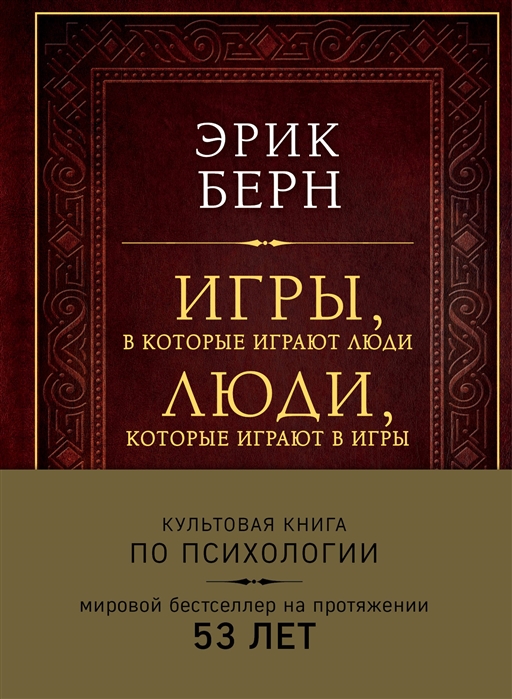 ЭРИК
БЕРН
ИГРЫ,
В КОТОРЫЕ ИГРАЮТ ЛЮДИ
ЛЮДИ,
КОТОРЫЕ ИГРАЮТ В ИГРЫ
КУЛЬТОВАЯ КНИГА
ПО ПСИХОЛОГИИ
мировой бестселлер на протяжении
53 ЛЕТ